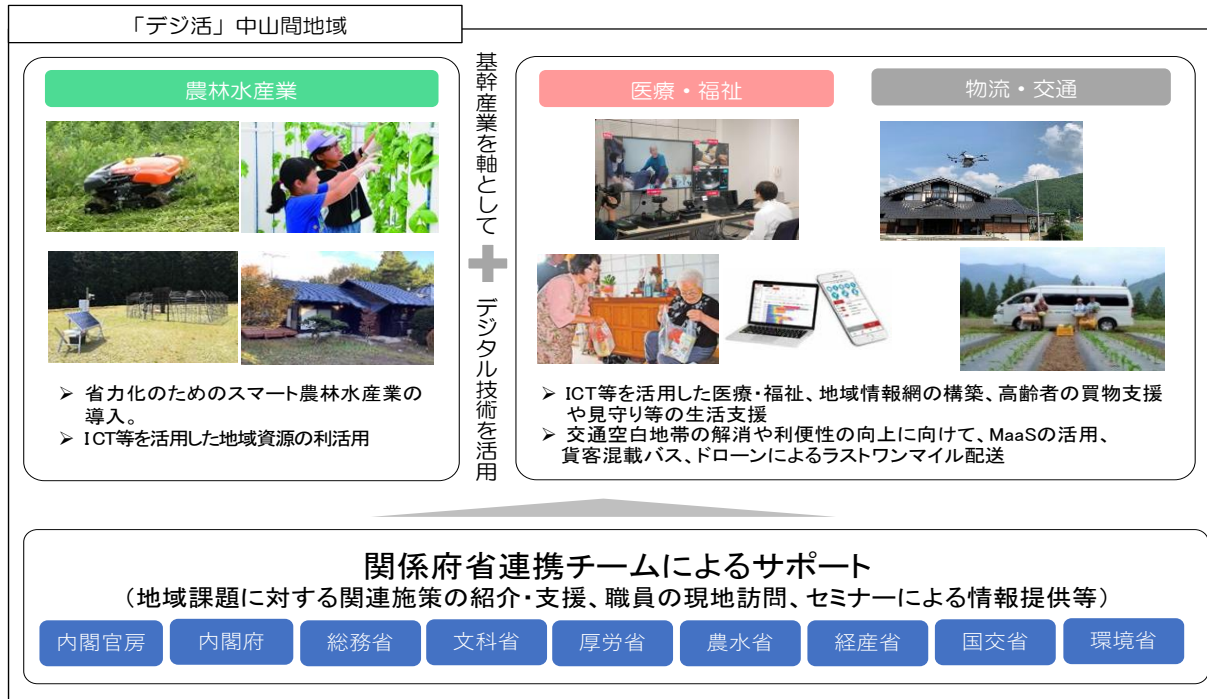 「デジ活」中山間地域
農林水産業
基幹産業を軸として
デジタル技術を活用
医療・福祉
物流・交通
➢ 省力化のためのスマート農林水産業の
導入。
➢ ICT等を活用した地域資源の利活用
➢ ICT等を活用した医療・福祉、地域情報網の構築、高齢者の買物支援
や見守り等の生活支援
➢ 交通空白地帯の解消や利便性の向上に向けて、MaaSの活用、
貨客混載バス、ドローンによるラストワンマイル配送
関係府省連携チームによるサポート
（地域課題に対する関連施策の紹介・支援、職員の現地訪問、セミナーによる情報提供等）
内閣官房
内閣府
総務省
文科省
厚労省
農水省
経産省
国交省
環境省